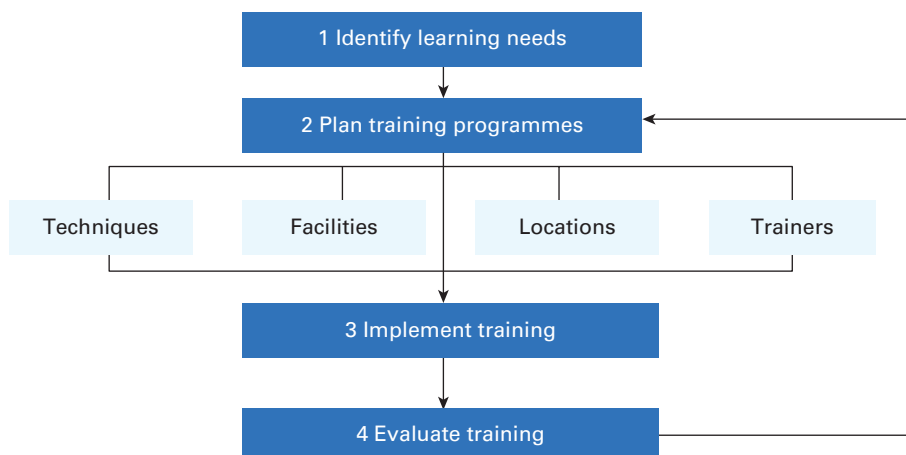 1 Identify learning needs
2 Plan training programmes
Techniques
Facilities
Locations
Trainers
3 Implement training
4 Evaluate training